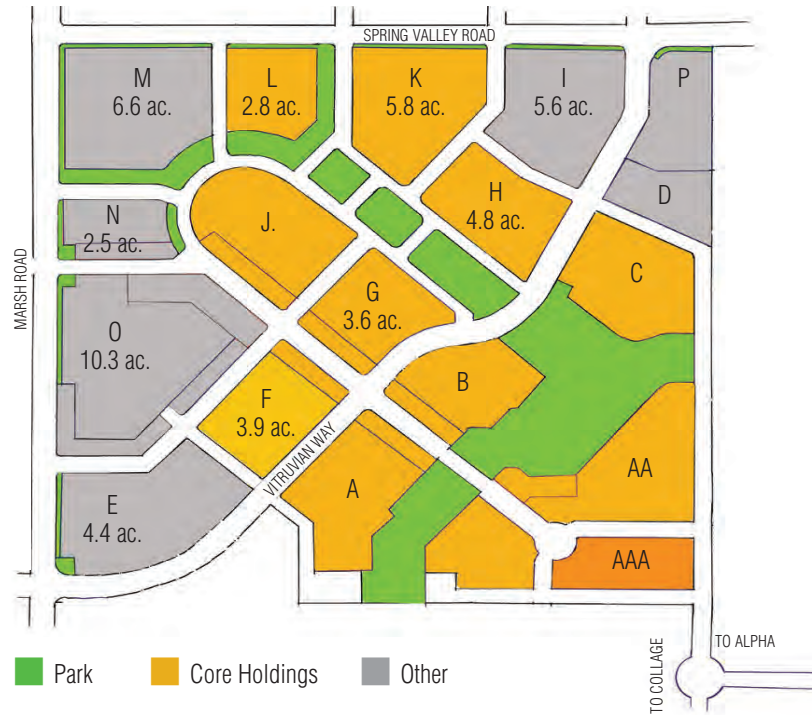 SPRING VALLEY ROAD
M
6.6 ac.
L
2.8 ac.
K
5.8 ac.
I
5.6 ac.
P
H
4.8 ac.
D
N
2.5 ac.
J.
C
MARSH ROAD
G
3.6 ac.
O
10.3 ac.
B
F
3.9 ac.
VITRUVIAN WAY
A
AA
E
4.4 ac.
AAA
TO COLLAGE
TO ALPHA
Park
Core Holdings
Other